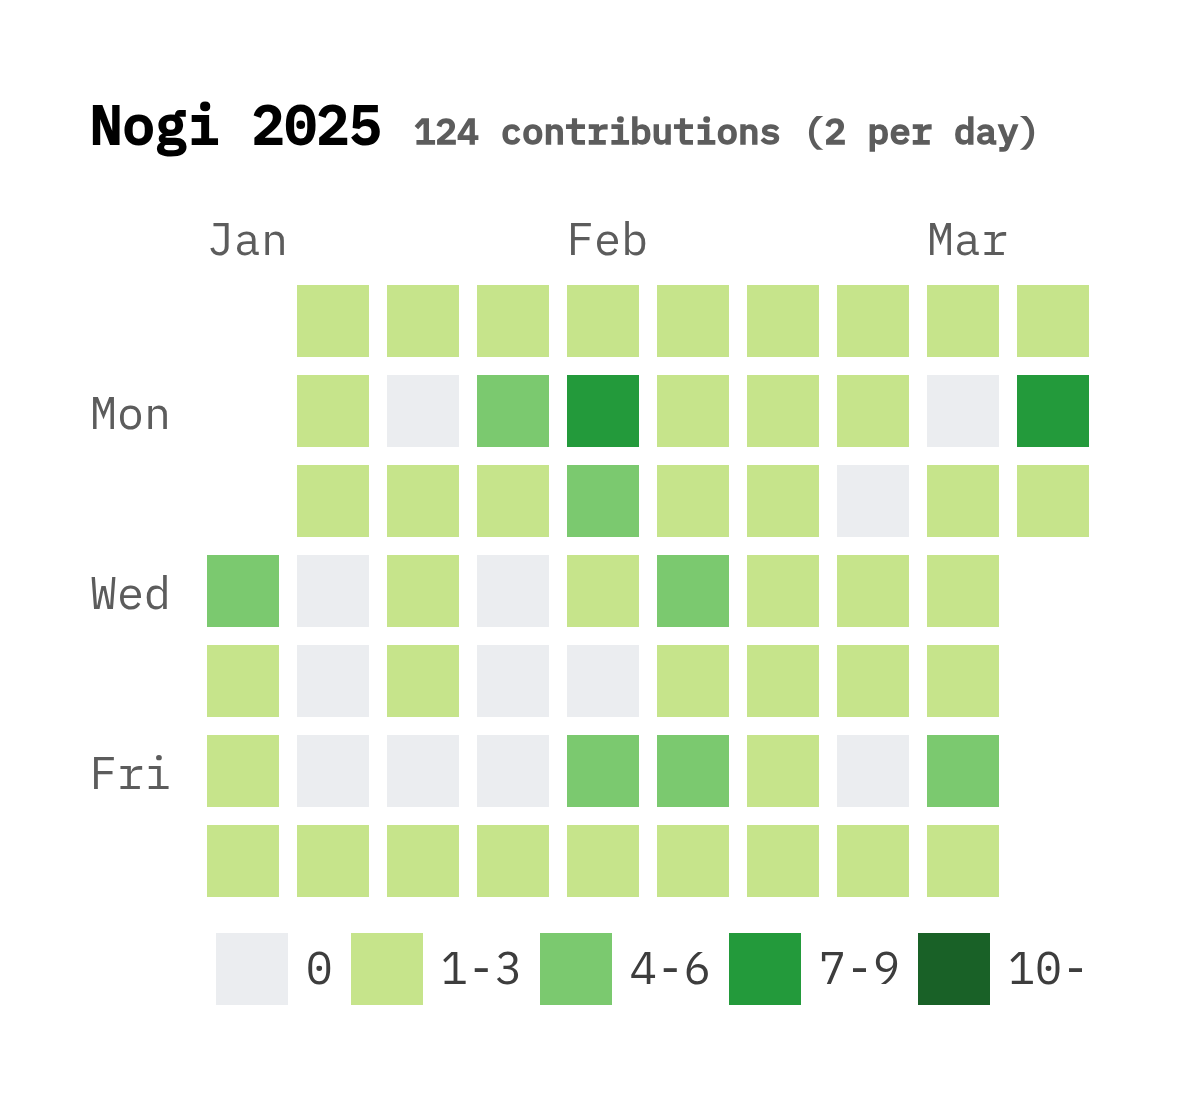 Nogi 2025 124 contributions (2 per day)
Jan Feb Mar
Mon
Wed
Fri
0 1-3 4-6 7-9 10-